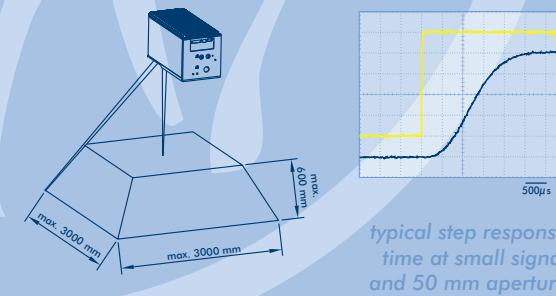 max.
600 mm
max. 3000 mm
max. 3000 mm
500µs
typical step respons
time at small signa
and 50 mm apertur